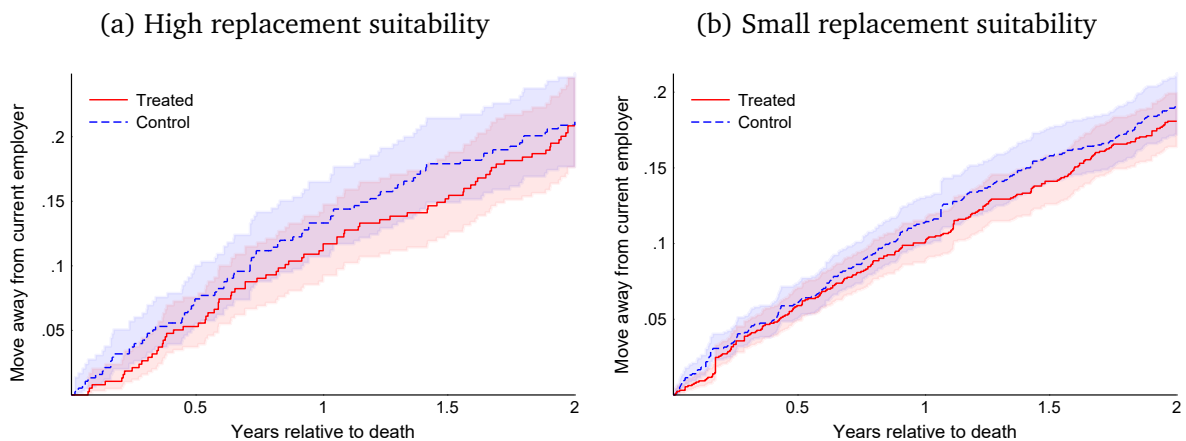 (a) High replacement suitability
Move away from current employer
.2
.15
.1
.05
Treated
Control
0.5 1 1.5 2
Years relative to death
(b) Small replacement suitability
Move away from current employer
.2
.15
.1
.05
Treated
Control
0.5 1 1.5 2
Years relative to death